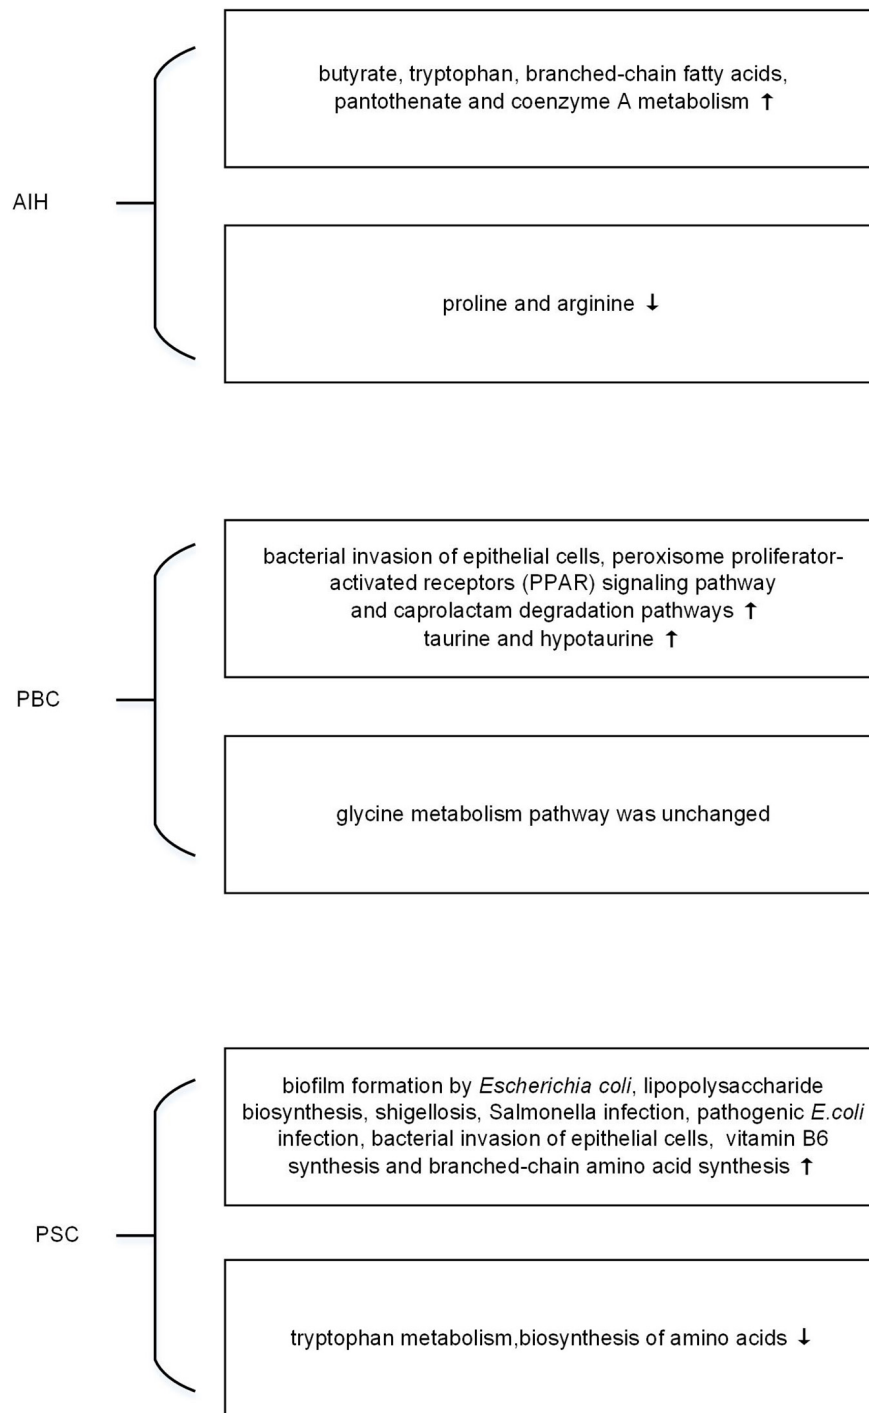 butyrate, tryptophan, branched-chain fatty acids,
pantothenate and coenzyme A metabolism ↑
AIH
proline and arginine ↓
bacterial invasion of epithelial cells, peroxisome proliferator-
activated receptors (PPAR) signaling pathway
and caprolactam degradation pathways ↑
taurine and hypotaurine ↑
PBC
glycine metabolism pathway was unchanged
biofilm formation by Escherichia coli, lipopolysaccharide
biosynthesis, shigellosis, Salmonella infection, pathogenic E.coli
infection, bacterial invasion of epithelial cells, vitamin B6
synthesis and branched-chain amino acid synthesis ↑
PSC
tryptophan metabolism,biosynthesis of amino acids ↓